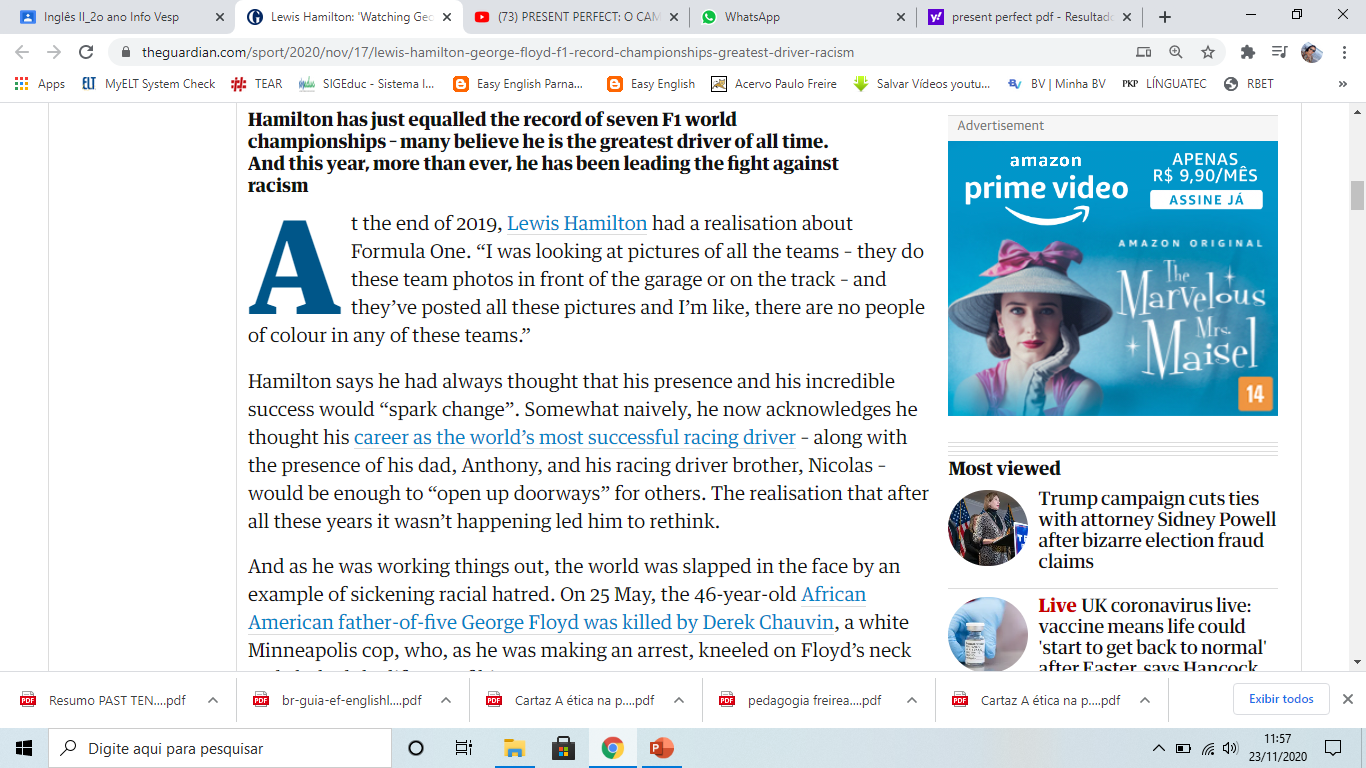 Inglês II_2o ano Info Vesp
Lewis Hamilton: 'Watching Geo
(73) PRESENT PERFECT: O CAM
WhatsApp
present perfect pdf - Resultado
theguardian.com/sport/2020/nov/17/lewis-hamilton-george-floyd-f1-record-championships-greatest-driver-racism
Apps
MyELT System Check
TEAR
SIGEduc - Sistema I...
Easy English Parna...
Easy English
Acervo Paulo Freire
Salvar Vídeos youtu...
BV | Minha BV
PKP LÍNGUATEC
RBET
»
Hamilton has just equalled the record of seven F1 world
championships – many believe he is the greatest driver of all time.
And this year, more than ever, he has been leading the fight against
racism
At the end of 2019, Lewis Hamilton had a realisation about
Formula One. “I was looking at pictures of all the teams – they do
these team photos in front of the garage or on the track – and
they’ve posted all these pictures and I’m like, there are no people
of colour in any of these teams.”
Hamilton says he had always thought that his presence and his incredible
success would “spark change”. Somewhat naively, he now acknowledges he
thought his career as the world’s most successful racing driver – along with
the presence of his dad, Anthony, and his racing driver brother, Nicolas –
would be enough to “open up doorways” for others. The realisation that after
all these years it wasn’t happening led him to rethink.
And as he was working things out, the world was slapped in the face by an
example of sickening racial hatred. On 25 May, the 46-year-old African
American father-of-five George Floyd was killed by Derek Chauvin, a white
Minneapolis cop, who, as he was making an arrest, kneeled on Floyd’s neck
Advertisement
amazon
prime video
APENAS
R$ 9,90/MÊS
ASSINE JÁ
AMAZON ORIGINAL
The
Marvelous
Mrs.
Maisel
14
Most viewed
Trump campaign cuts ties
with attorney Sidney Powell
after bizarre election fraud
claims
Live UK coronavirus live:
vaccine means life could
'start to get back to normal'
after Easter, says Hancock
Resumo PAST TEN....pdf
br-guia-ef-englishl....pdf
Cartaz A ética na p....pdf
pedagogia freirea....pdf
Cartaz A ética na p....pdf
Exibir todos
Digite aqui para pesquisar
11:57
23/11/2020